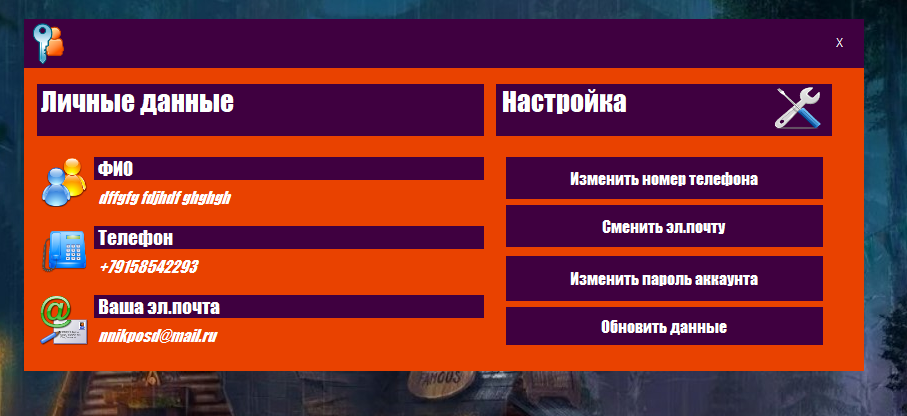 X
Личные данные
Настройка
ФИО
dffgfg fdjhdf ghghgh
Телефон
+79158542293
Ваша эл.почта
nnikposd@mail.ru
Изменить номер телефона
Сменить эл.почту
Изменить пароль аккаунта
Обновить данные
FAMOUS